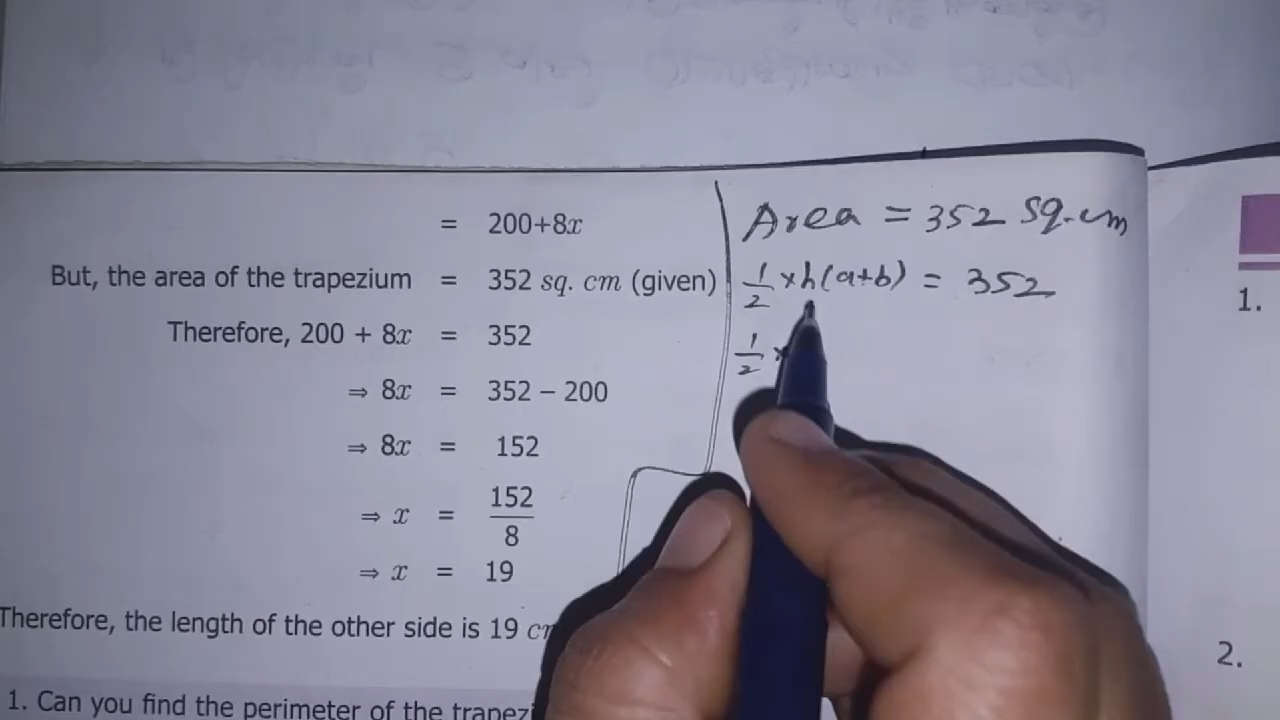 = 200+8x
But, the area of the trapezium = 352 sq. cm (given)
Therefore, 200 + 8x = 352
⇒ 8x = 352 – 200
⇒ 8x = 152
⇒ x = 152/8
⇒ x = 19
Therefore, the length of the other side is 19
1. Can you find the perimeter of the
Area = 352 sq.cm
1/2 × h(a+b) = 352
1/2 ×
1.
2.